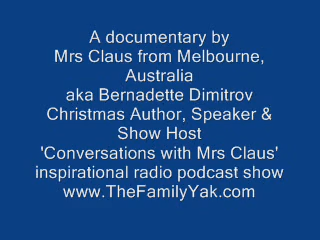 A documentary by
Mrs Claus from Melbourne,
Australia
aka Bernadette Dimitrov
Christmas Author, Speaker &
Show Host
'Conversations with Mrs Claus'
inspirational radio podcast show
www.TheFamilyYak.com